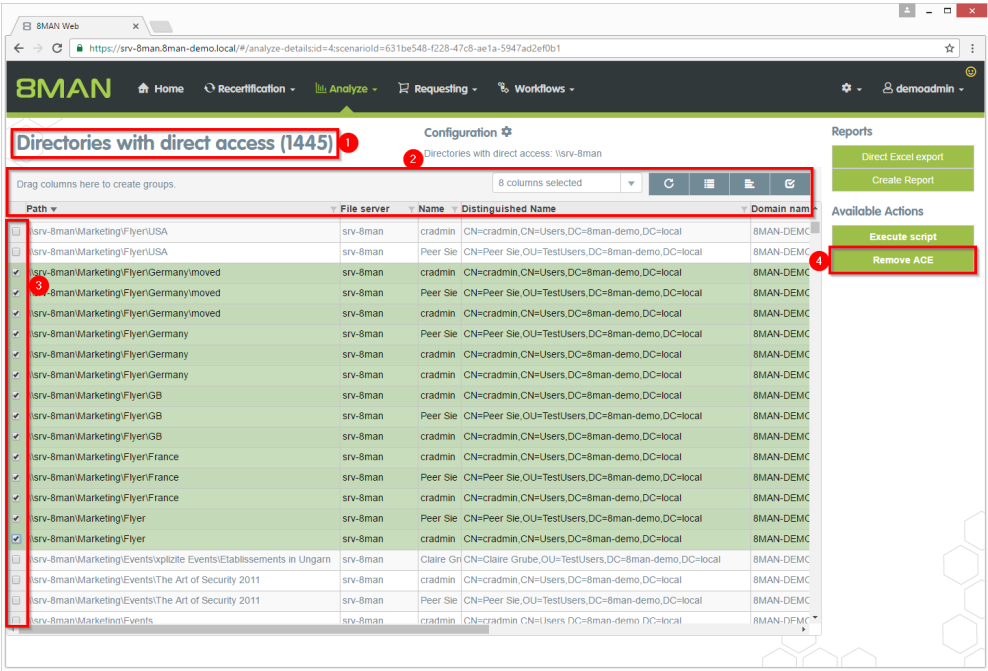 8MAN Web
https://srv-8man.8man-demo.local/#/analyze-details;id=4;scenarioId=631be548-f228-47c8-ae1a-5947ad2ef0b1
8MAN Home Recertification Analyze Requesting Workflows demoadmin
Directories with direct access (1445) 1
Configuration
2 Directories with direct access: \\srv-8man
Reports
Direct Excel export
Create Report
Available Actions
Execute script
4 Remove ACE
Drag columns here to create groups. 8 columns selected
Path File server Name Distinguished Name Domain nam
\\srv-8man\Marketing\Flyer\USA srv-8man cradmin CN=cradmin,CN=Users,DC=8man-demo,DC=local 8MAN-DEMO
\\srv-8man\Marketing\Flyer\USA srv-8man Peer Sie CN=Peer Sie,OU=TestUsers,DC=8man-demo,DC=local 8MAN-DEMO
\\srv-8man\Marketing\Flyer\Germany\moved srv-8man cradmin CN=cradmin,CN=Users,DC=8man-demo,DC=local 8MAN-DEMO
3 \\srv-8man\Marketing\Flyer\Germany\moved srv-8man Peer Sie CN=Peer Sie,OU=TestUsers,DC=8man-demo,DC=local 8MAN-DEMO
\\srv-8man\Marketing\Flyer\Germany\moved srv-8man cradmin CN=cradmin,CN=Users,DC=8man-demo,DC=local 8MAN-DEMO
\\srv-8man\Marketing\Flyer\Germany srv-8man Peer Sie CN=Peer Sie,OU=TestUsers,DC=8man-demo,DC=local 8MAN-DEMO
\\srv-8man\Marketing\Flyer\Germany srv-8man cradmin CN=cradmin,CN=Users,DC=8man-demo,DC=local 8MAN-DEMO
\\srv-8man\Marketing\Flyer\Germany srv-8man cradmin CN=cradmin,CN=Users,DC=8man-demo,DC=local 8MAN-DEMO
\\srv-8man\Marketing\Flyer\GB srv-8man cradmin CN=cradmin,CN=Users,DC=8man-demo,DC=local 8MAN-DEMO
\\srv-8man\Marketing\Flyer\GB srv-8man Peer Sie CN=Peer Sie,OU=TestUsers,DC=8man-demo,DC=local 8MAN-DEMO
\\srv-8man\Marketing\Flyer\GB srv-8man cradmin CN=cradmin,CN=Users,DC=8man-demo,DC=local 8MAN-DEMO
\\srv-8man\Marketing\Flyer\France srv-8man cradmin CN=cradmin,CN=Users,DC=8man-demo,DC=local 8MAN-DEMO
\\srv-8man\Marketing\Flyer\France srv-8man Peer Sie CN=Peer Sie,OU=TestUsers,DC=8man-demo,DC=local 8MAN-DEMO
\\srv-8man\Marketing\Flyer\France srv-8man cradmin CN=cradmin,CN=Users,DC=8man-demo,DC=local 8MAN-DEMO
\\srv-8man\Marketing\Flyer srv-8man Peer Sie CN=Peer Sie,OU=TestUsers,DC=8man-demo,DC=local 8MAN-DEMO
\\srv-8man\Marketing\Flyer srv-8man cradmin CN=cradmin,CN=Users,DC=8man-demo,DC=local 8MAN-DEMO
\\srv-8man\Marketing\Events\xplizite Events\Etablissements in Ungarn srv-8man Claire Gru CN=Claire Grube,OU=TestUsers,DC=8man-demo,DC=local 8MAN-DEMO
\\srv-8man\Marketing\Events\The Art of Security 2011 srv-8man cradmin CN=cradmin,CN=Users,DC=8man-demo,DC=local 8MAN-DEMO
\\srv-8man\Marketing\Events\The Art of Security 2011 srv-8man Peer Sie CN=Peer Sie,OU=TestUsers,DC=8man-demo,DC=local 8MAN-DEMO
\\srv-8man\Marketing\Events srv-8man cradmin CN=cradmin,CN=Users,DC=8man-demo,DC=local 8MAN-DEMO